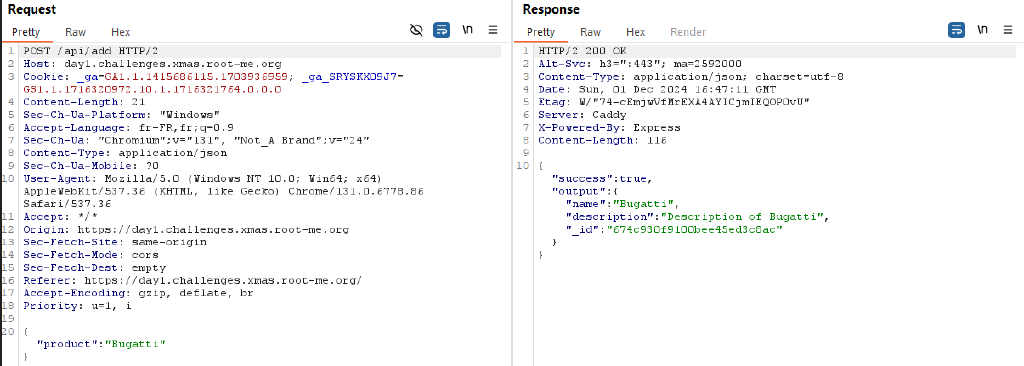 Request
Pretty Raw Hex
\n
1 POST /api/add HTTP/2
2 Host: day1.challenges.xmas.root-me.org
3 Cookie: _ga=GA1.1.1415686115.1703936959; _ga_SRYSKX09J7=
GS1.1.1716320972.10.1.1716321764.0.0.0
4 Content-Length: 21
5 Sec-Ch-Ua-Platform: "Windows"
6 Accept-Language: fr-FR,fr;q=0.9
7 Sec-Ch-Ua: "Chromium";v="131", "Not_A Brand";v="24"
8 Content-Type: application/json
9 Sec-Ch-Ua-Mobile: ?0
10 User-Agent: Mozilla/5.0 (Windows NT 10.0; Win64; x64)
AppleWebKit/537.36 (KHTML, like Gecko) Chrome/131.0.6778.86
Safari/537.36
11 Accept: */*
12 Origin: https://day1.challenges.xmas.root-me.org
13 Sec-Fetch-Site: same-origin
14 Sec-Fetch-Mode: cors
15 Sec-Fetch-Dest: empty
16 Referer: https://day1.challenges.xmas.root-me.org/
17 Accept-Encoding: gzip, deflate, br
18 Priority: u=1, i
19
20 {
"product":"Bugatti"
}
Response
Pretty Raw Hex Render
\n
1 HTTP/2 200 OK
2 Alt-Svc: h3=":443"; ma=2592000
3 Content-Type: application/json; charset=utf-8
4 Date: Sun, 01 Dec 2024 16:47:11 GMT
5 Etag: W/"74-cEmjwVfMrEXA4AYICjmIEQOPOvU"
6 Server: Caddy
7 X-Powered-By: Express
8 Content-Length: 116
9
10 {
"success":true,
"output":{
"name":"Bugatti",
"description":"Description of Bugatti",
"_id":"674c930f9100bee45ed3c8ac"
}
}